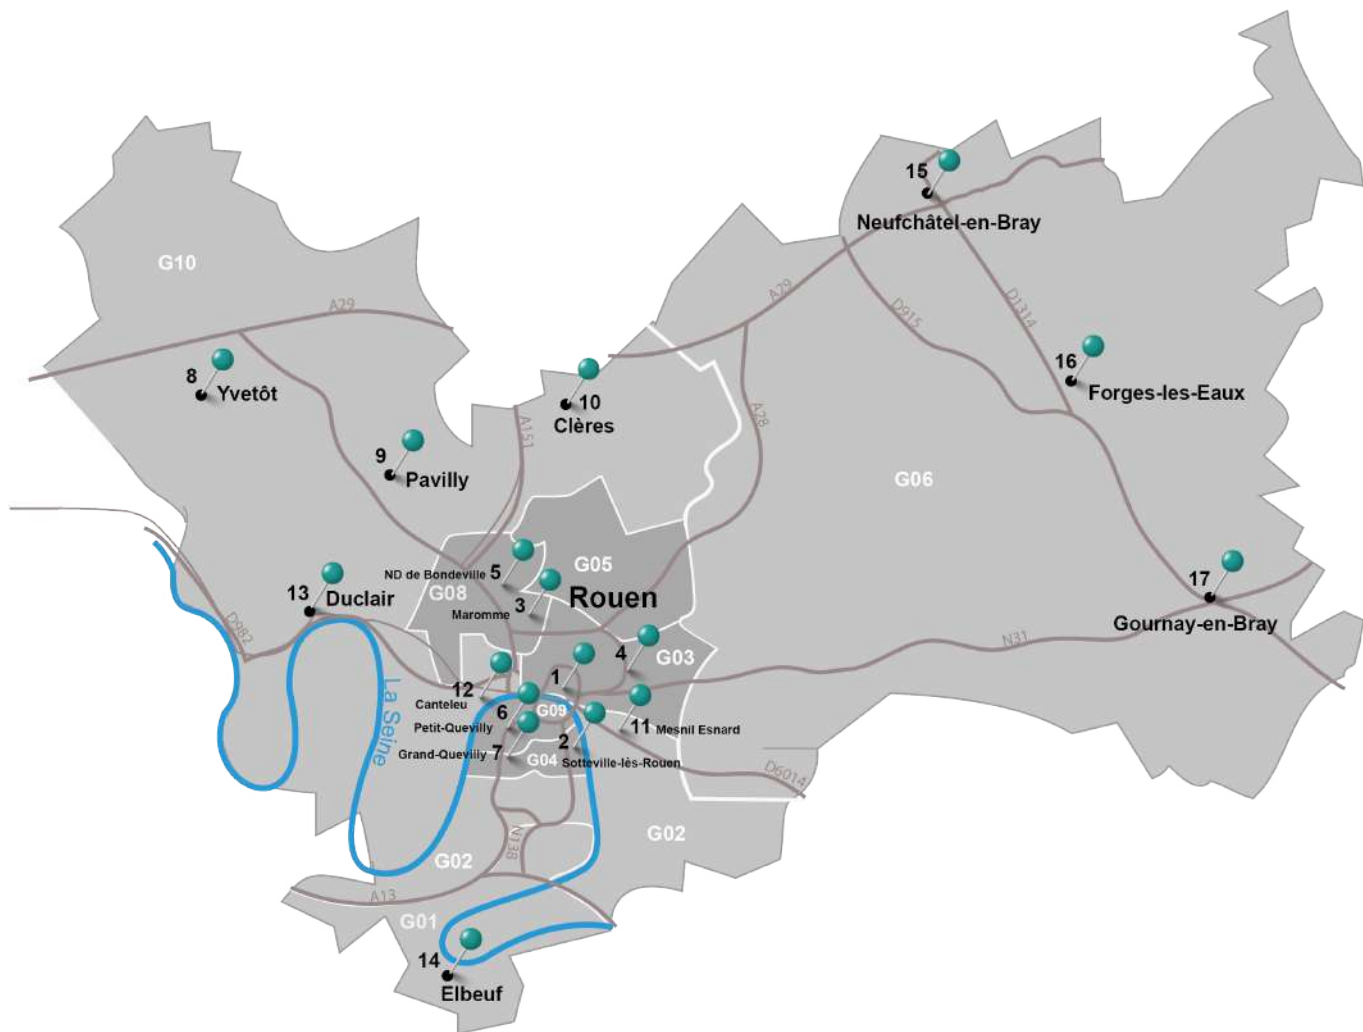 15
Neufchâtel-en-Bray
G10
A29
A29
D915
D1314
16
Forges-les-Eaux
8
Yvetôt
10
Clères
A151
A28
9
Pavilly
G06
5
ND de Bondeville
G05
G08
3
Maromme
Rouen
13
Duclair
D982
17
Gournay-en-Bray
N31
4
G03
1
12
Canteleu
La Seine
6
Petit-Quevilly
G09
11 Mesnil Esnard
2
7
Grand-Quevilly
G04
Sotteville-lès-Rouen
D6014
G02
N138
G02
A13
G01
14
Elbeuf